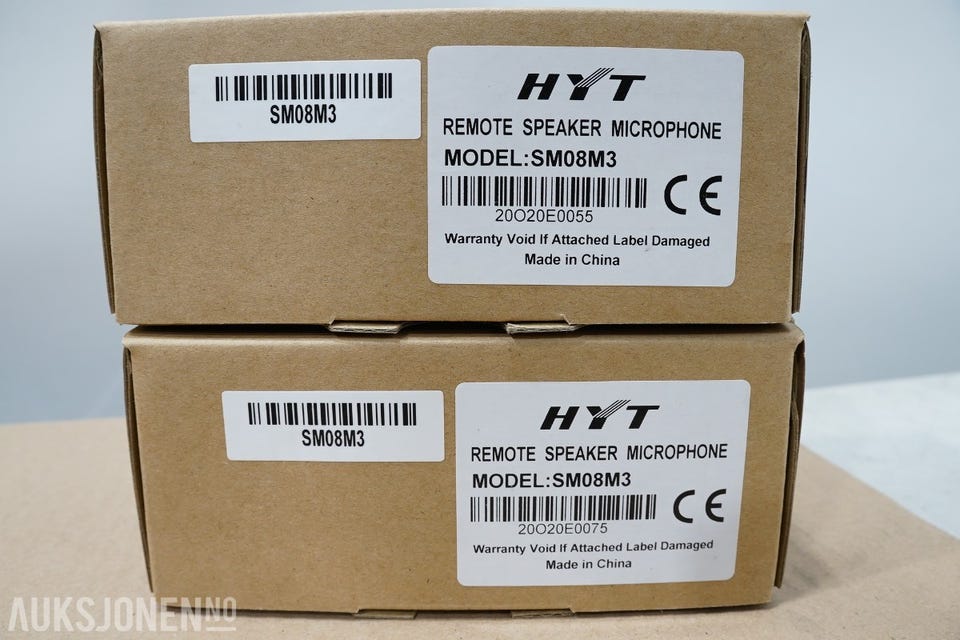 SM08M3
HYT
REMOTE SPEAKER MICROPHONE
MODEL:SM08M3
20O20E0055
Warranty Void If Attached Label Damaged
Made in China
CE
SM08M3
HYT
REMOTE SPEAKER MICROPHONE
MODEL:SM08M3
20O20E0075
Warranty Void If Attached Label Damaged
Made in China
CE
AUKSJONEN.NO